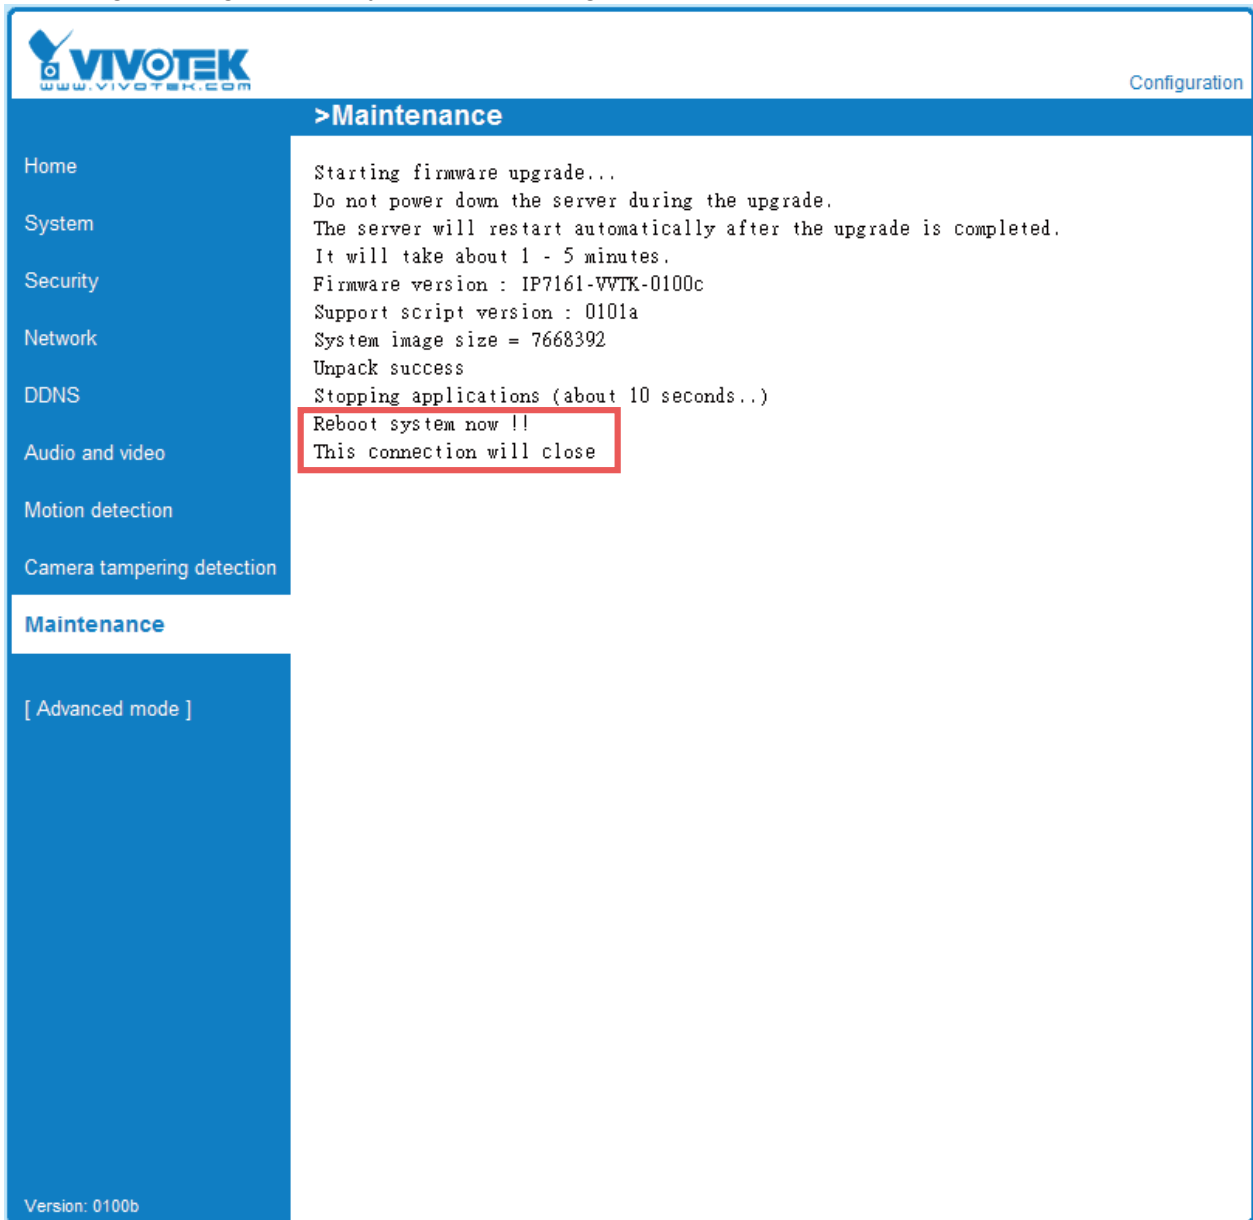 VIVOTEK
www.vivotek.com
Configuration
>Maintenance
Home
System
Security
Network
DDNS
Audio and video
Motion detection
Camera tampering detection
Maintenance
[ Advanced mode ]
Version: 0100b
Starting firmware upgrade...
Do not power down the server during the upgrade.
The server will restart automatically after the upgrade is completed.
It will take about 1 - 5 minutes.
Firmware version : IP7161-VVTK-0100c
Support script version : 0101a
System image size = 7668392
Unpack success
Stopping applications (about 10 seconds..)
Reboot system now !!
This connection will close